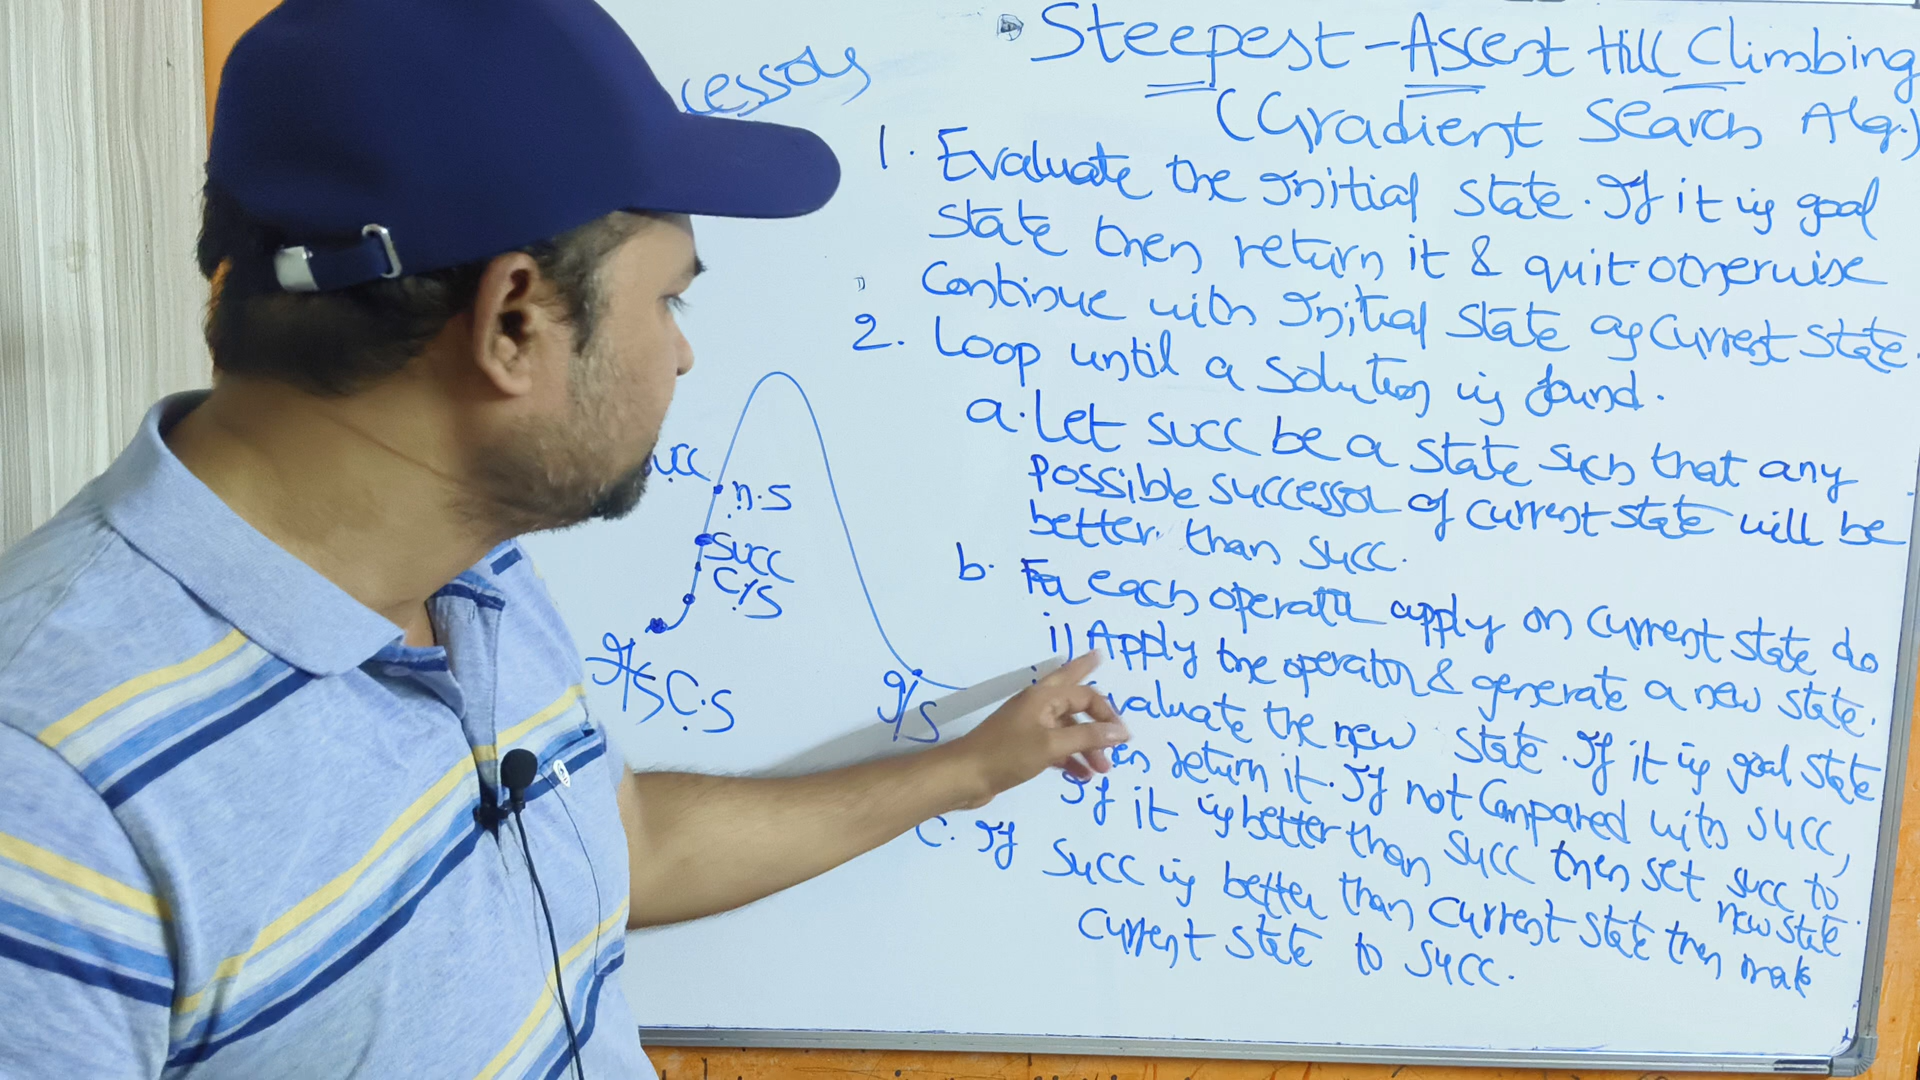 Steepest-Ascent Hill Climbing
(Gradient Search Alg.)
1. Evaluate the Initial State. If it is goal
State then return it & quit otherwise
Continue with Initial State as Current State.
2. Loop until a solution is found.
a. Let succ be a state such that any
possible successor of current state will be
better than succ.
b. For each operator apply on current state do
i) Apply the operator & generate a new state.
the new state. If it is goal state
return it. If not Compared with succ,
If it is better than succ then set succ to
new state
C. If succ is better than current state then make
current state to succ.
n.s
succ
C/S
C.S
g/S